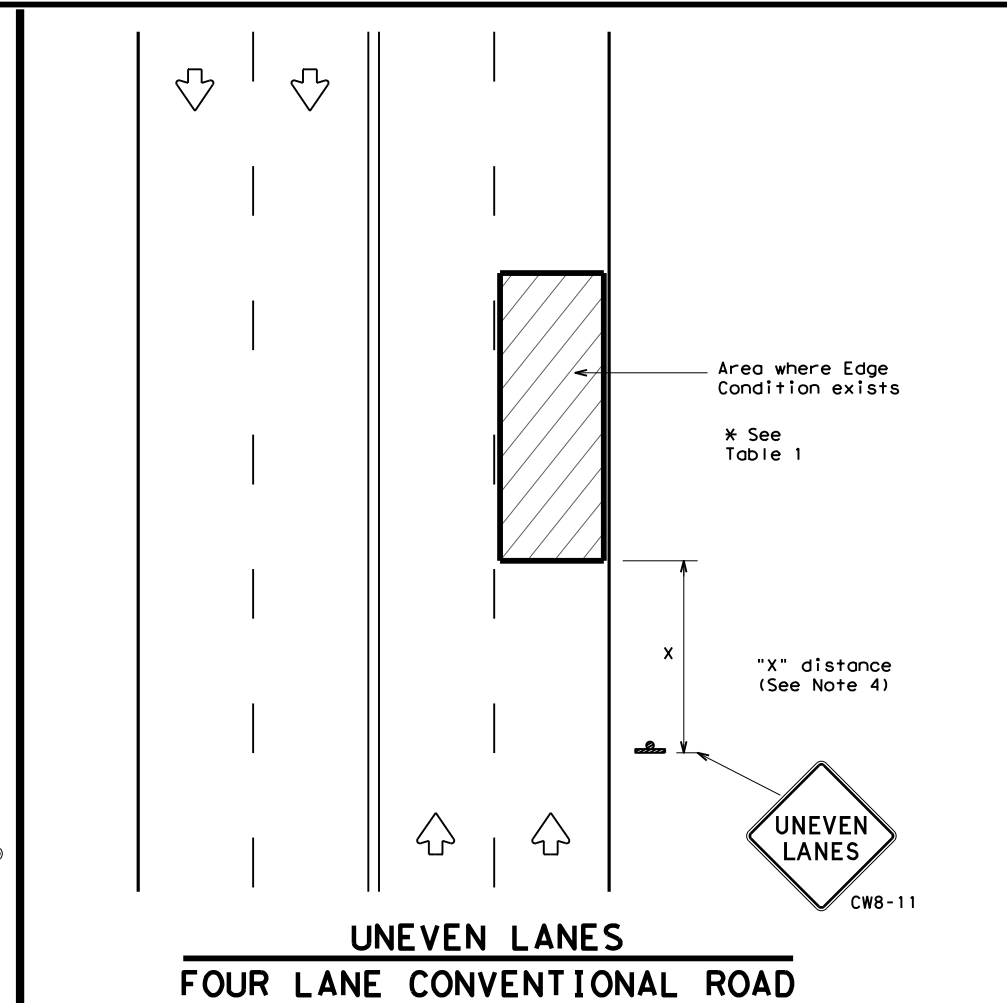 Area where Edge
Condition exists
* See
Table 1
X
"X" distance
(See Note 4)
UNEVEN
LANES
CW8-11
UNEVEN LANES
FOUR LANE CONVENTIONAL ROAD